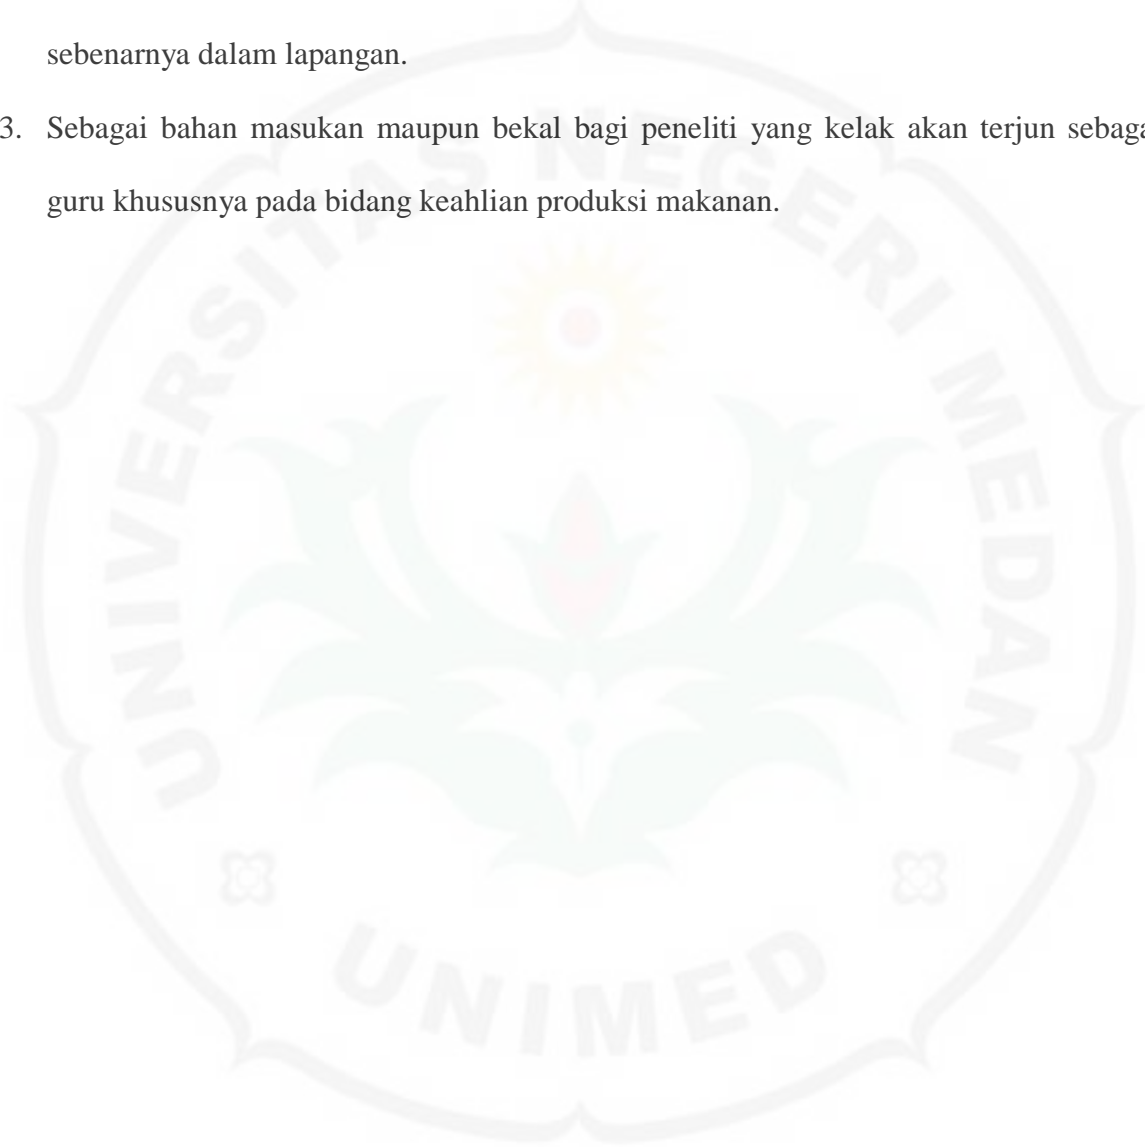 sebenarnya dalam lapangan.
3. Sebagai bahan masukan maupun bekal bagi peneliti yang kelak akan terjun sebaga
guru khususnya pada bidang keahlian produksi makanan.
UNIVERSITAS NEGERI MEDAN
UNIMED